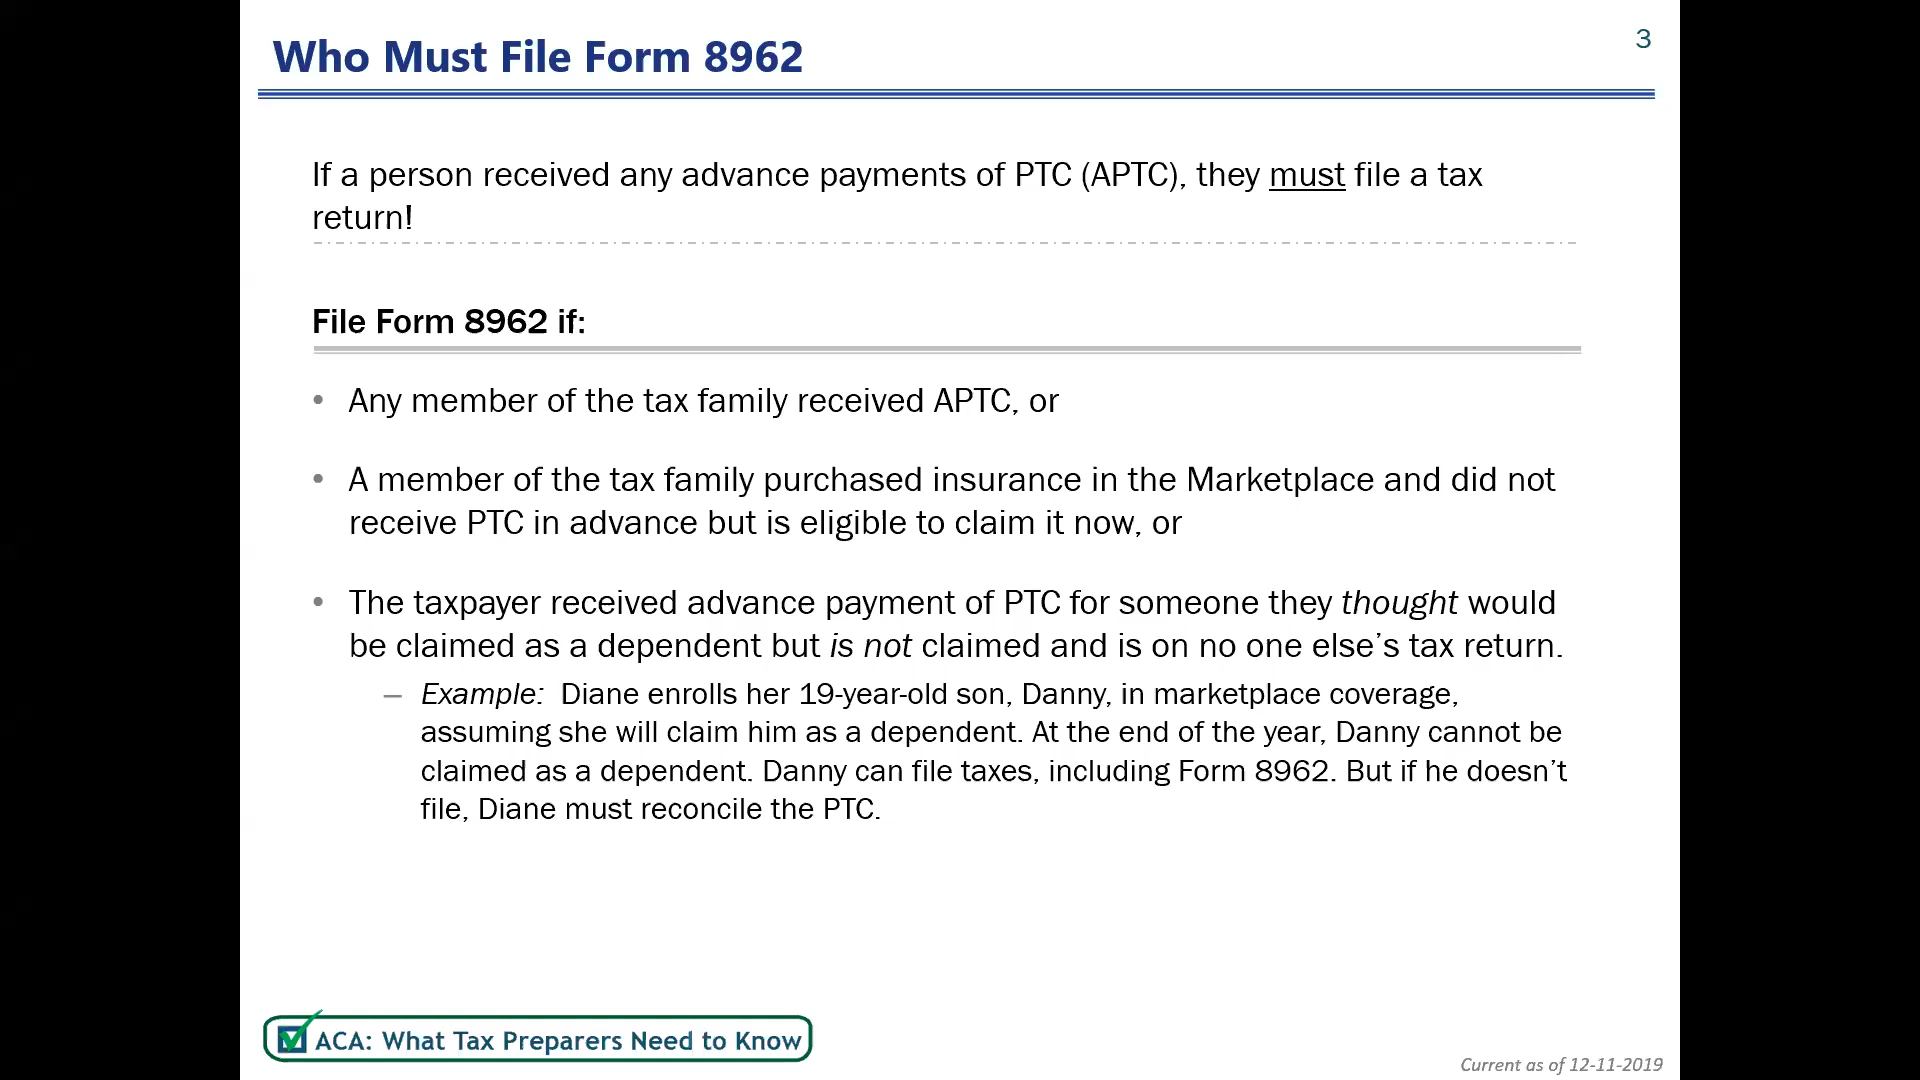 Who Must File Form 8962
3
If a person received any advance payments of PTC (APTC), they must file a tax
return!
File Form 8962 if:
• Any member of the tax family received APTC, or
• A member of the tax family purchased insurance in the Marketplace and did not
receive PTC in advance but is eligible to claim it now, or
• The taxpayer received advance payment of PTC for someone they thought would
be claimed as a dependent but is not claimed and is on no one else’s tax return.
– Example: Diane enrolls her 19-year-old son, Danny, in marketplace coverage,
assuming she will claim him as a dependent. At the end of the year, Danny cannot be
claimed as a dependent. Danny can file taxes, including Form 8962. But if he doesn’t
file, Diane must reconcile the PTC.
ACA: What Tax Preparers Need to Know
Current as of 12-11-2019